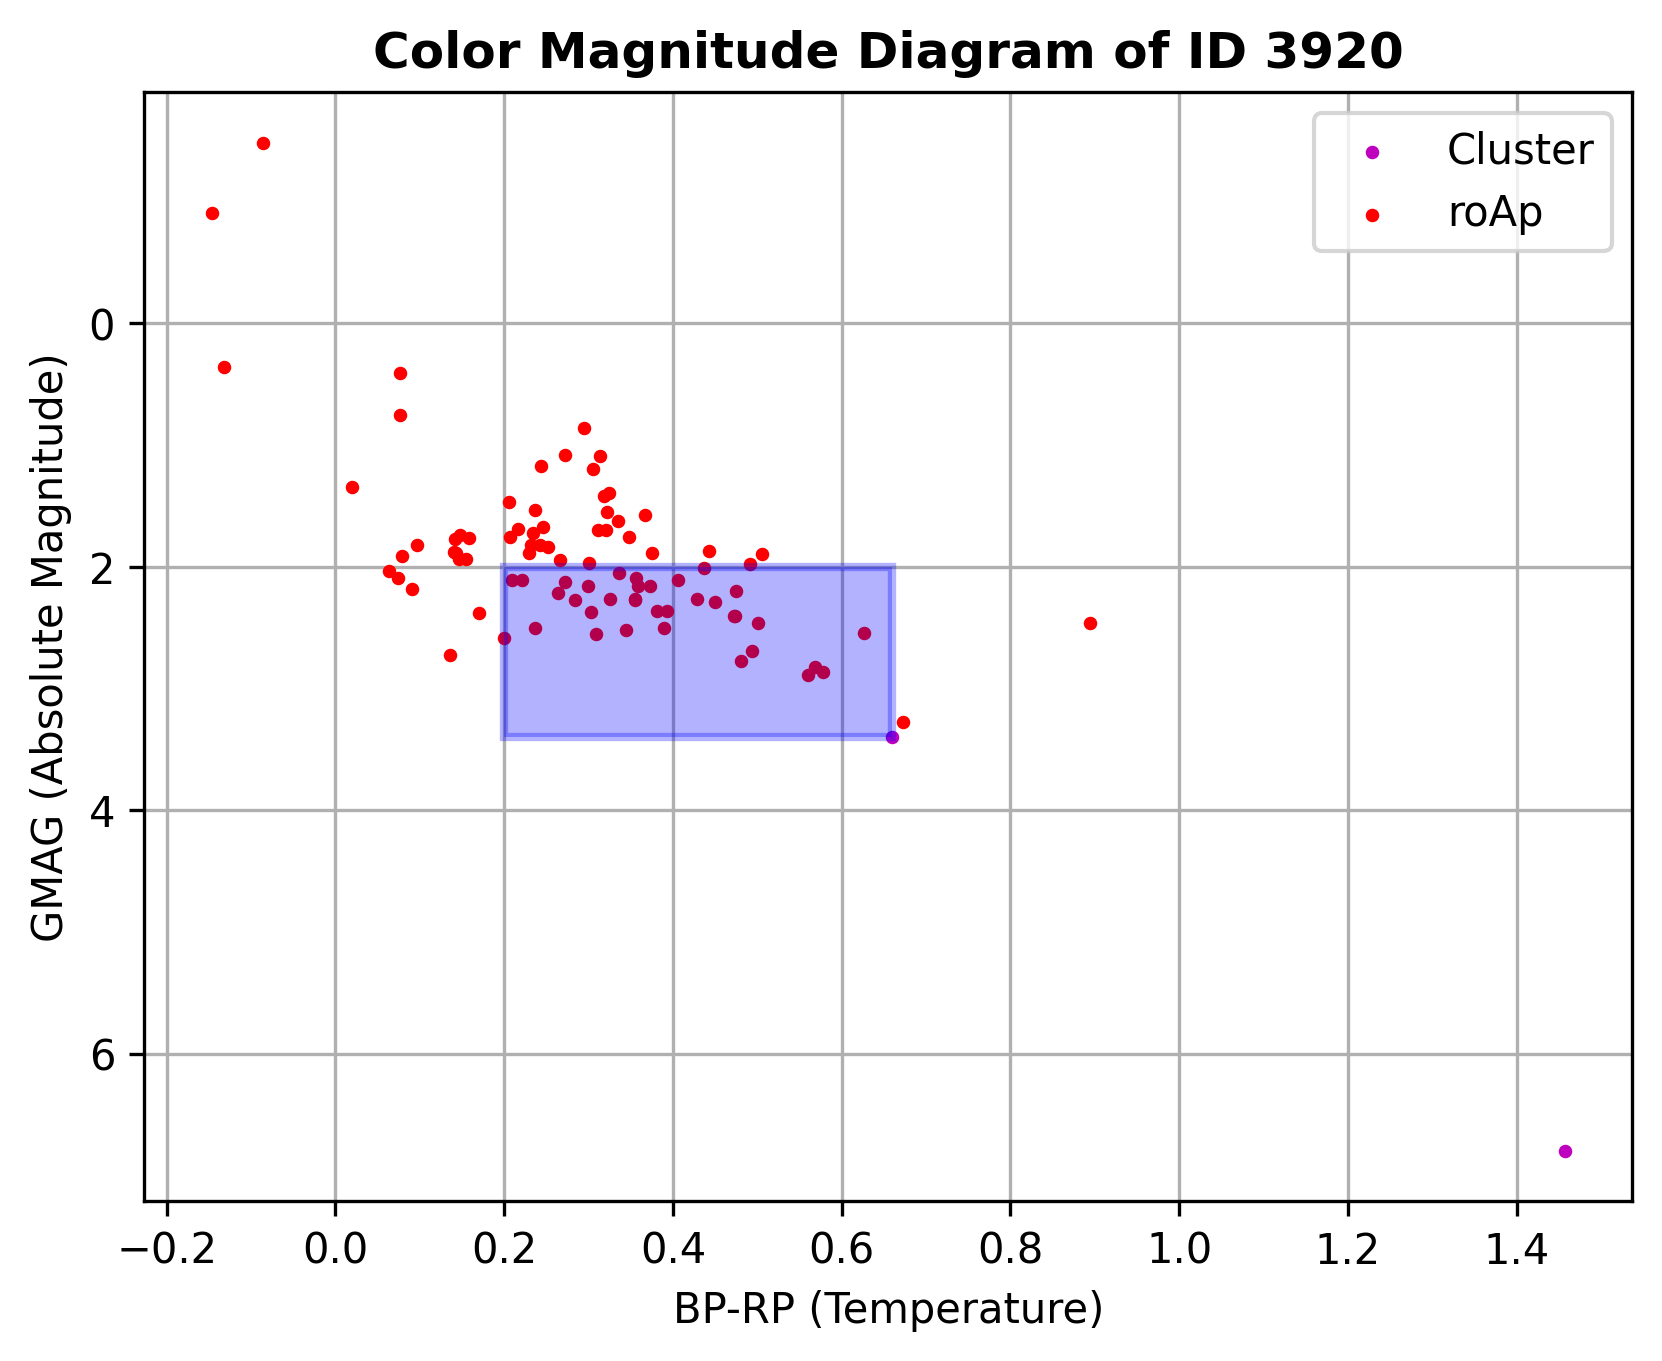 Color Magnitude Diagram of ID 3920
Cluster
roAp
GMAG (Absolute Magnitude)
0
2
4
6
−0.2 0.0 0.2 0.4 0.6 0.8 1.0 1.2 1.4
BP-RP (Temperature)